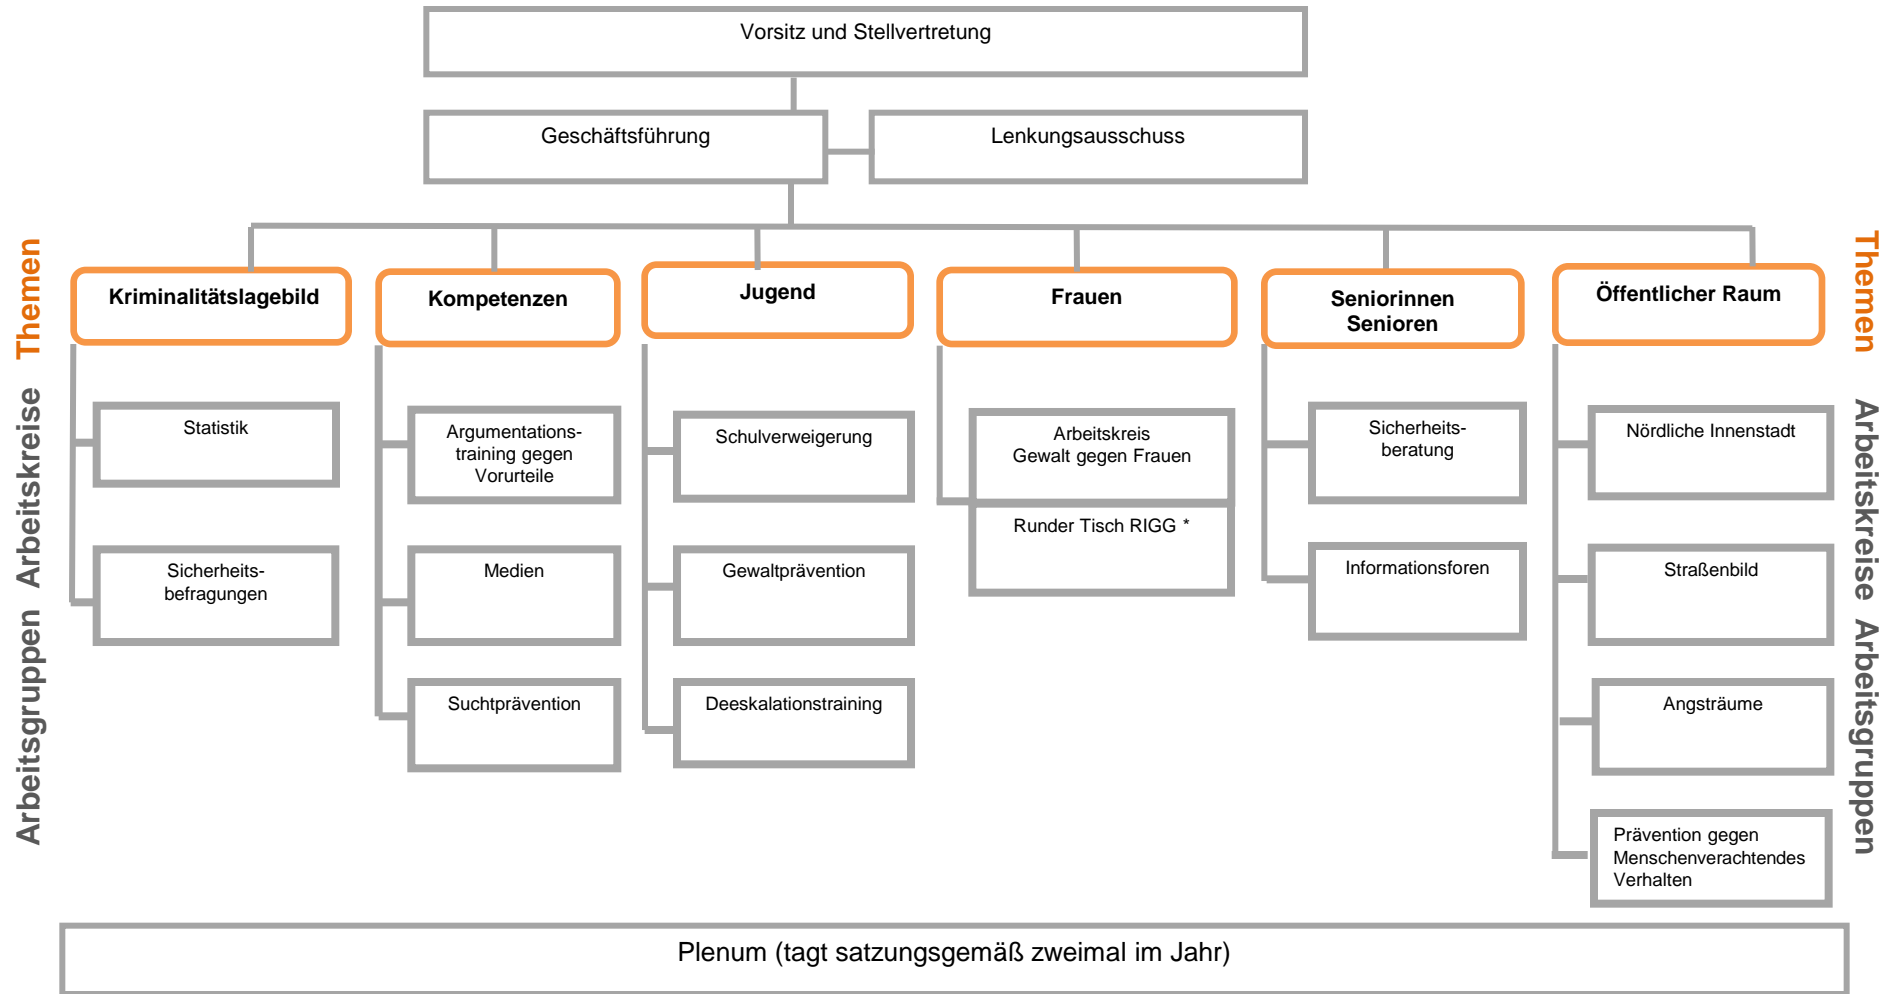 Vorsitz und Stellvertretung
Geschäftsführung
Lenkungsausschuss
Themen
Arbeitskreise
Arbeitsgruppen
Kriminalitätslagebild
Statistik
Sicherheits-
befragungen
Kompetenzen
Argumentations-
training gegen
Vorurteile
Medien
Suchtprävention
Jugend
Schulverweigerung
Gewaltprävention
Deeskalationstraining
Frauen
Arbeitskreis
Gewalt gegen Frauen
Runder Tisch RIGG *
Seniorinnen
Senioren
Sicherheits-
beratung
Informationsforen
Öffentlicher Raum
Nördliche Innenstadt
Straßenbild
Angsträume
Prävention gegen
Menschenverachtendes
Verhalten
Themen
Arbeitskreise
Arbeitsgruppen
Plenum (tagt satzungsgemäß zweimal im Jahr)